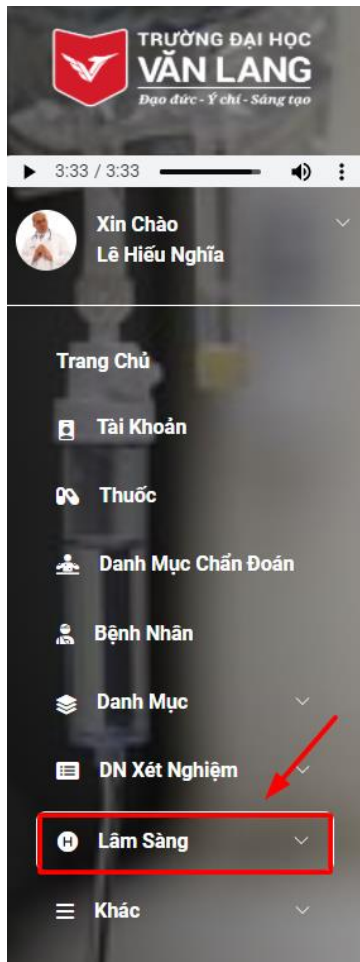 TRƯỜNG ĐẠI HỌC
VĂN LANG
Đạo đức - Ý chí - Sáng tạo
3:33 / 3:33
Xin Chào
Lê Hiếu Nghĩa
Trang Chủ
Tài Khoản
Thuốc
Danh Mục Chẩn Đoán
Bệnh Nhân
Danh Mục
DN Xét Nghiệm
H Lâm Sàng
Khác